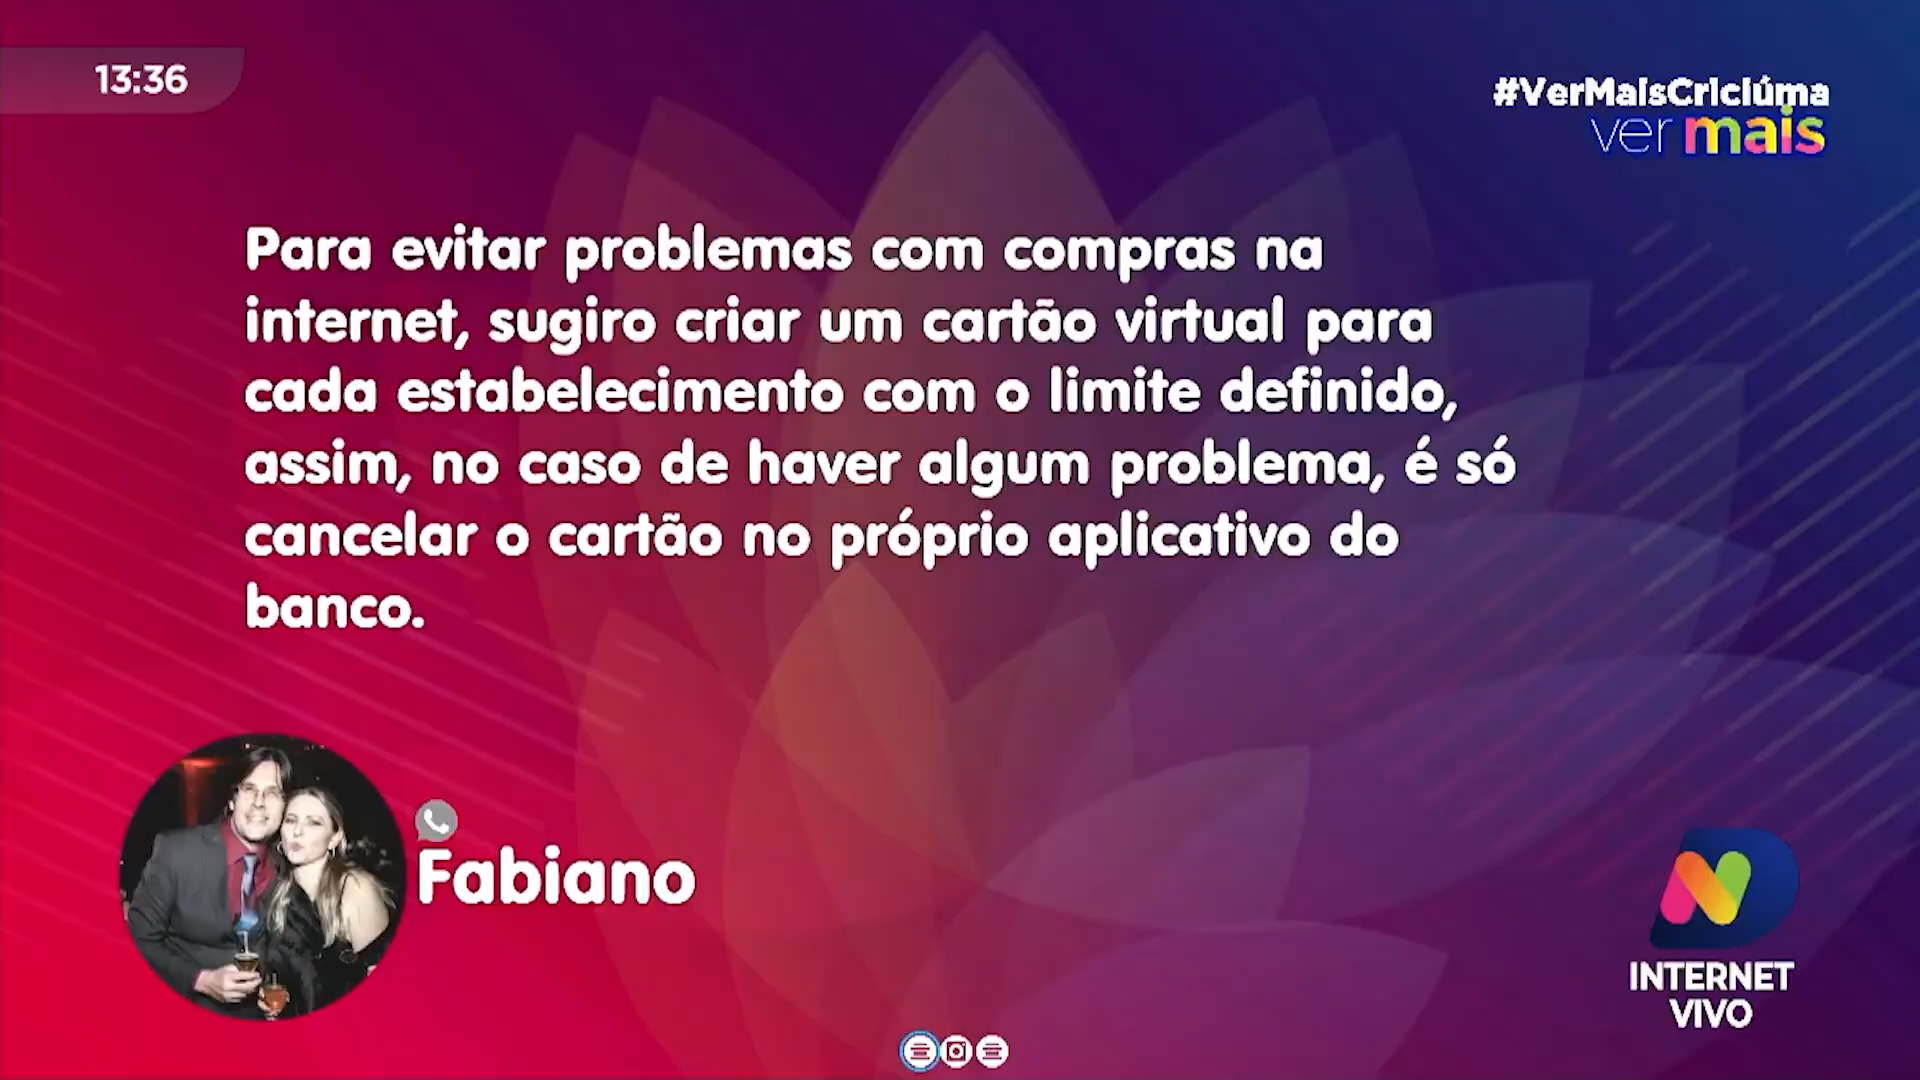 13:36
#VerMaisCriciúma
ver mais
Para evitar problemas com compras na
internet, sugiro criar um cartão virtual para
cada estabelecimento com o limite definido,
assim, no caso de haver algum problema, é só
cancelar o cartão no próprio aplicativo do
banco.
Fabiano
ND
INTERNET
VIVO